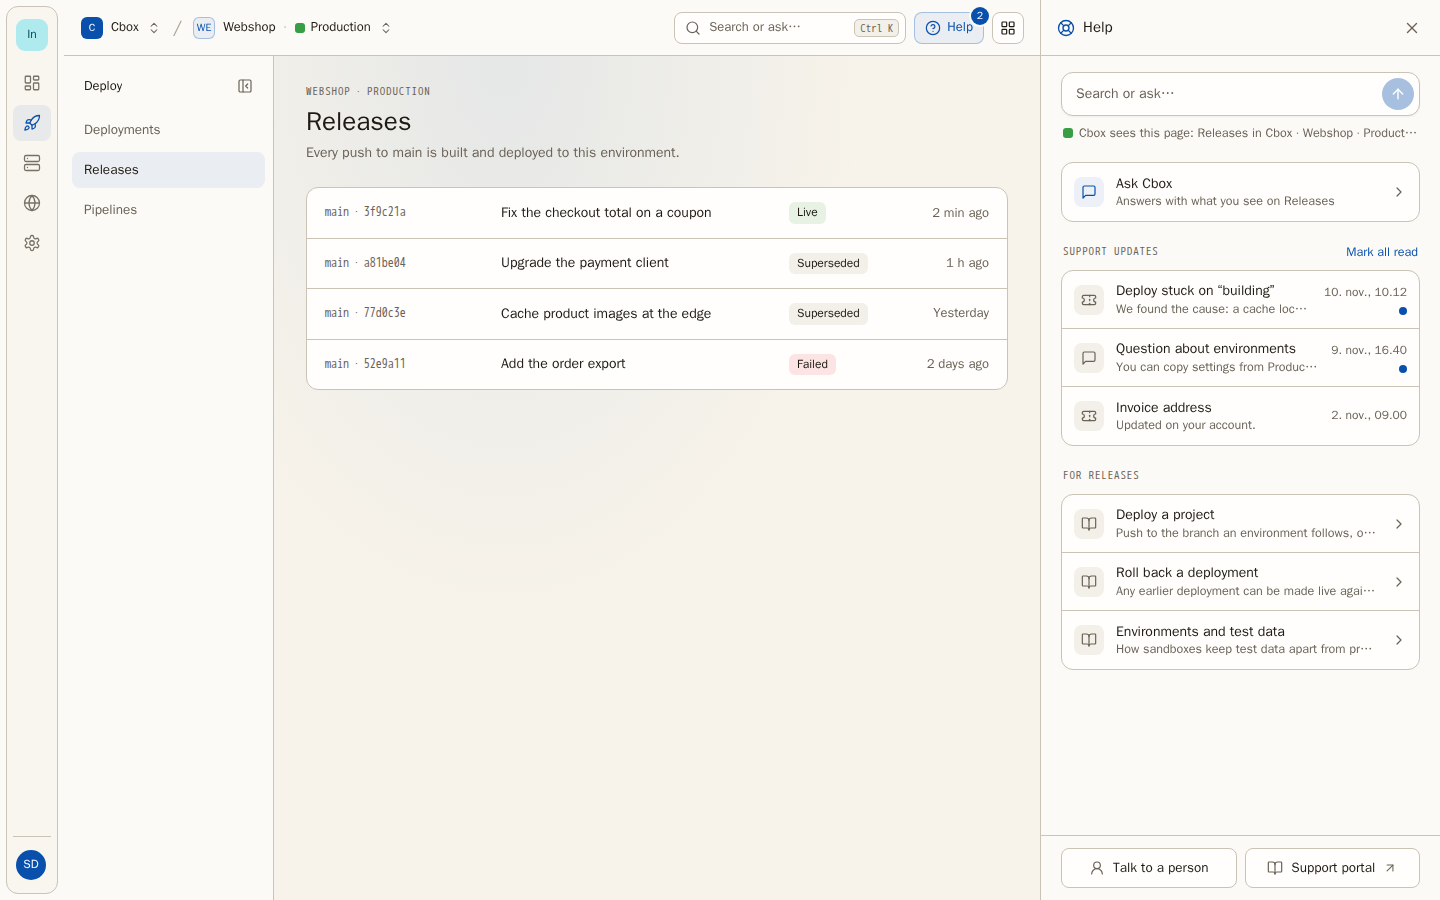 In
C Cbox / WE Webshop · Production
Search or ask··· Ctrl K
Help 2
Help
Deploy
Deployments
Releases
Pipelines
SD
WEBSHOP · PRODUCTION
Releases
Every push to main is built and deployed to this environment.
main · 3f9c21a Fix the checkout total on a coupon Live 2 min ago
main · a81be04 Upgrade the payment client Superseded 1 h ago
main · 77d0c3e Cache product images at the edge Superseded Yesterday
main · 52e9a11 Add the order export Failed 2 days ago
Search or ask···
Cbox sees this page: Releases in Cbox · Webshop · Product···
Ask Cbox
Answers with what you see on Releases
SUPPORT UPDATES Mark all read
Deploy stuck on “building” 10. nov., 10.12
We found the cause: a cache loc···
Question about environments 9. nov., 16.40
You can copy settings from Produc···
Invoice address 2. nov., 09.00
Updated on your account.
FOR RELEASES
Deploy a project
Push to the branch an environment follows, o···
Roll back a deployment
Any earlier deployment can be made live agai···
Environments and test data
How sandboxes keep test data apart from pr···
Talk to a person
Support portal